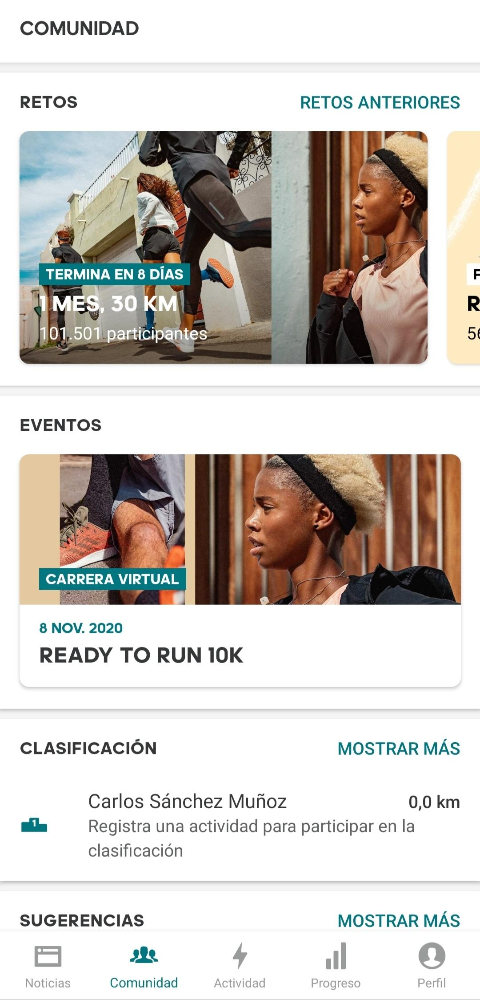 COMUNIDAD
RETOS
RETOS ANTERIORES
TERMINA EN 8 DÍAS
1 MES, 30 KM
101.501 participantes
EVENTOS
CARRERA VIRTUAL
8 NOV. 2020
READY TO RUN 10K
CLASIFICACIÓN
MOSTRAR MÁS
1
Carlos Sánchez Muñoz
0,0 km
Registra una actividad para participar en la
clasificación
SUGERENCIAS
MOSTRAR MÁS
Noticias
Comunidad
Actividad
Progreso
Perfil